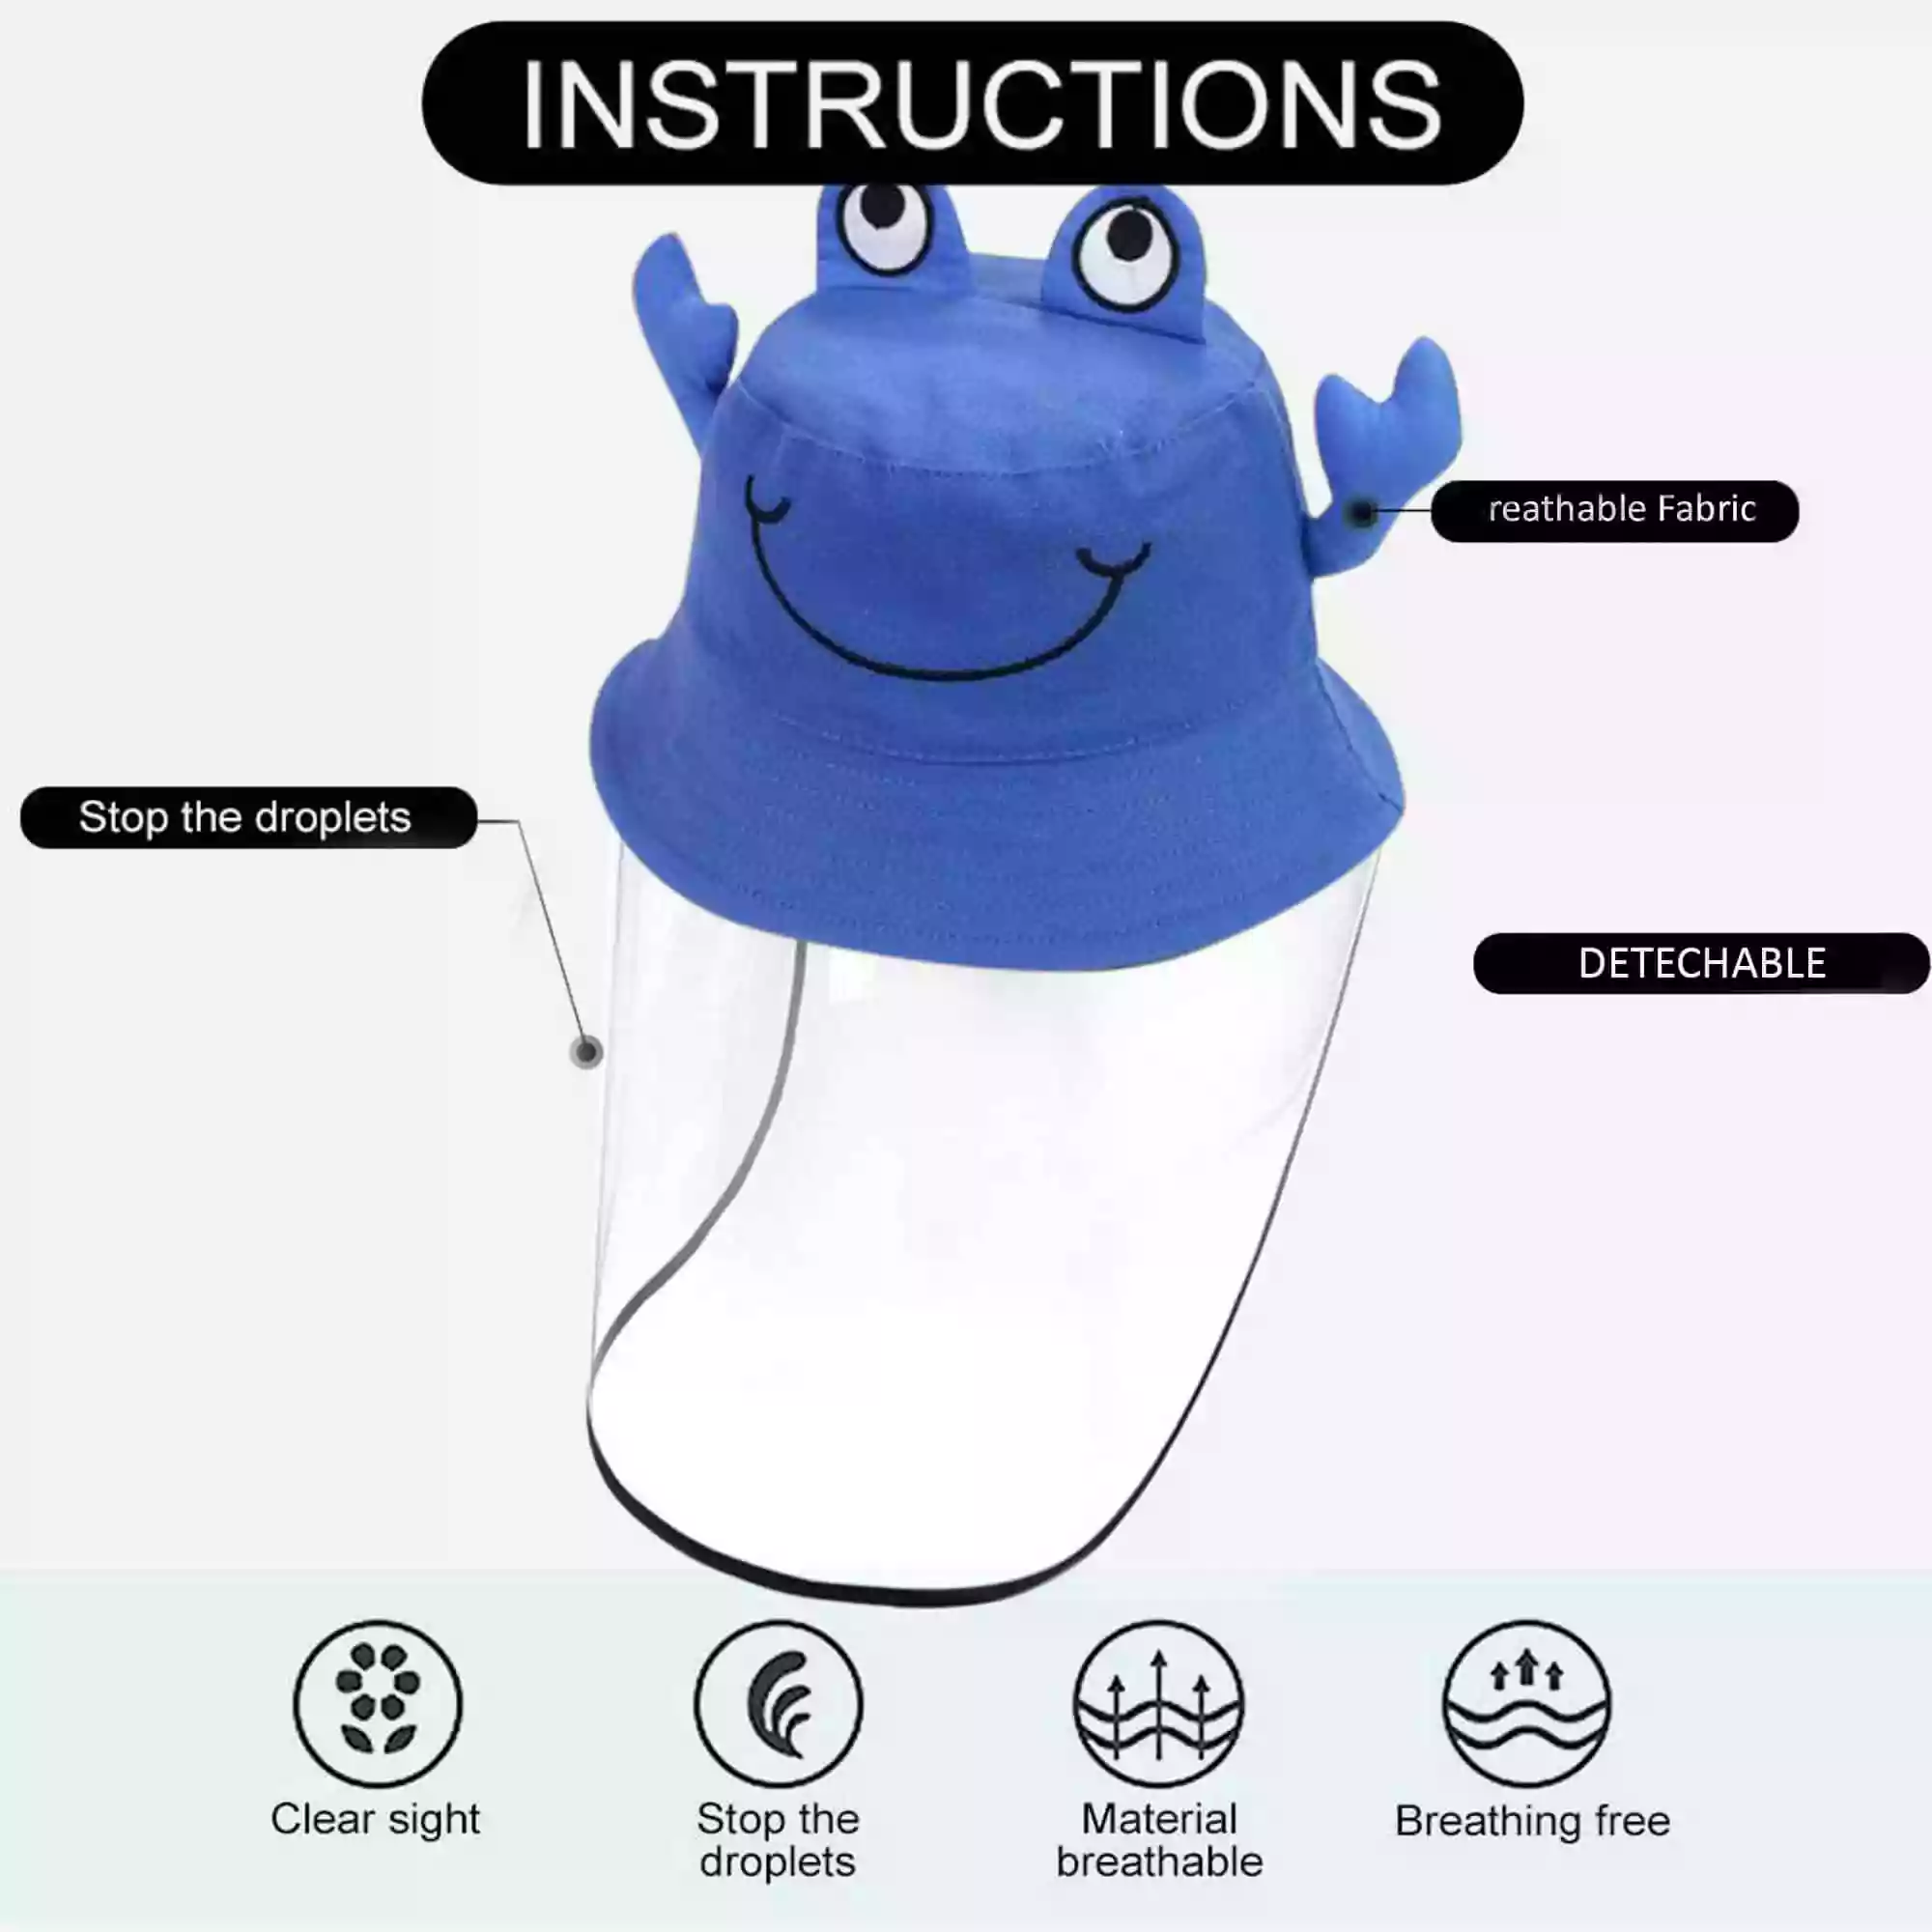 INSTRUCTIONS
reathable Fabric
Stop the droplets
DETECHABLE
Clear sight
Stop the
droplets
Material
breathable
Breathing free